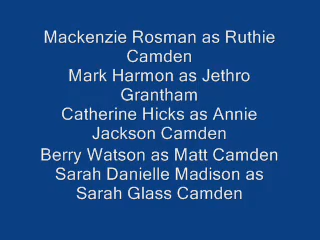 Mackenzie Rosman as Ruthie
Camden
Mark Harmon as Jethro
Grantham
Catherine Hicks as Annie
Jackson Camden
Berry Watson as Matt Camden
Sarah Danielle Madison as
Sarah Glass Camden